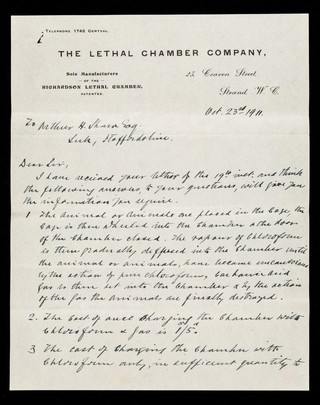 Telephone 1742 Central.
THE LETHAL CHAMBER COMPANY,
Sole Manufacturers
OF THE
RICHARDSON LETHAL CHAMBER.
PATENTED.
25 Craven Street
Strand W.C.
Oct. 23rd 1911.
To Arthur H. Shaw Esq.
Leek, Staffordshire.
Dear Sir,
I have received your letter of the 19th inst. and think
the following answers, to your questions, will give you
the information you require.
1 The animal or animals are placed in the Cage, the
Cage is then wheeled into the Chamber & the door
of the Chamber closed. The vapour of Chloroform
is then gradually diffused into the Chamber until
the animal or animals, have become unconscious
by the action of pure chloroform, Carbonic acid
gas is then let into the Chamber & by the action
of the gas the animals are finally destroyed.
2. The Cost of once Charging the Chamber with
Chloroform & gas is 1/5d
3 The cost of Charging the Chamber with
Chloroform only, in sufficient quantity to